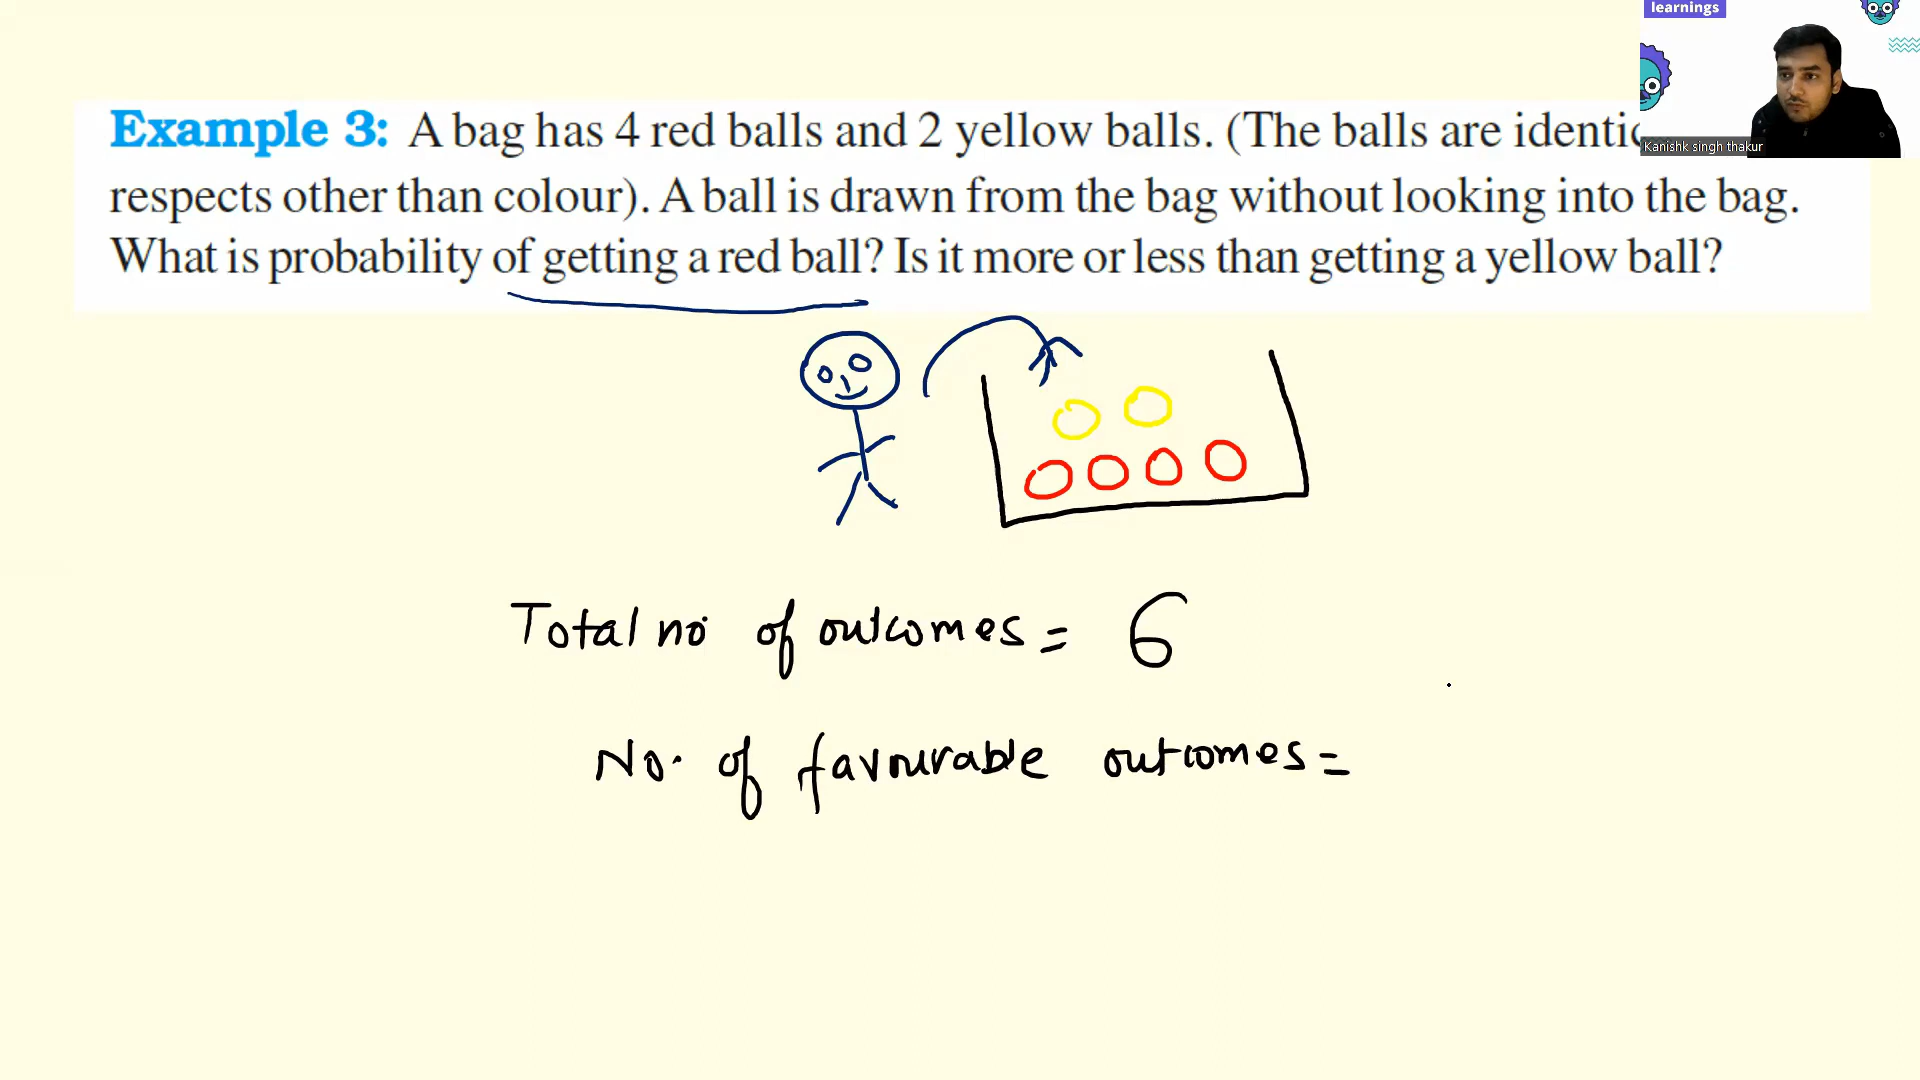 learnings
Kanishk singh thakur
Example 3: A bag has 4 red balls and 2 yellow balls. (The balls are identic
respects other than colour). A ball is drawn from the bag without looking into the bag.
What is probability of getting a red ball? Is it more or less than getting a yellow ball?
Total no of outcomes = 6
No. of favourable outcomes =